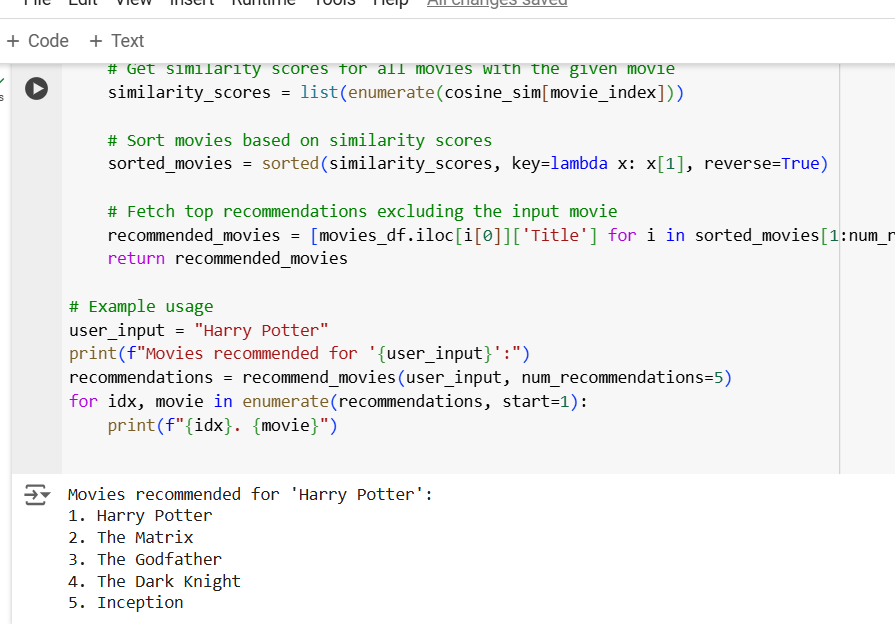 File Edit View Insert Runtime Tools Help All changes saved
+ Code + Text
# Get similarity scores for all movies with the given movie
similarity_scores = list(enumerate(cosine_sim[movie_index]))
# Sort movies based on similarity scores
sorted_movies = sorted(similarity_scores, key=lambda x: x[1], reverse=True)
# Fetch top recommendations excluding the input movie
recommended_movies = [movies_df.iloc[i[0]]['Title'] for i in sorted_movies[1:num_r
return recommended_movies
# Example usage
user_input = "Harry Potter"
print(f"Movies recommended for '{user_input}':")
recommendations = recommend_movies(user_input, num_recommendations=5)
for idx, movie in enumerate(recommendations, start=1):
print(f"{idx}. {movie}")
Movies recommended for 'Harry Potter':
1. Harry Potter
2. The Matrix
3. The Godfather
4. The Dark Knight
5. Inception